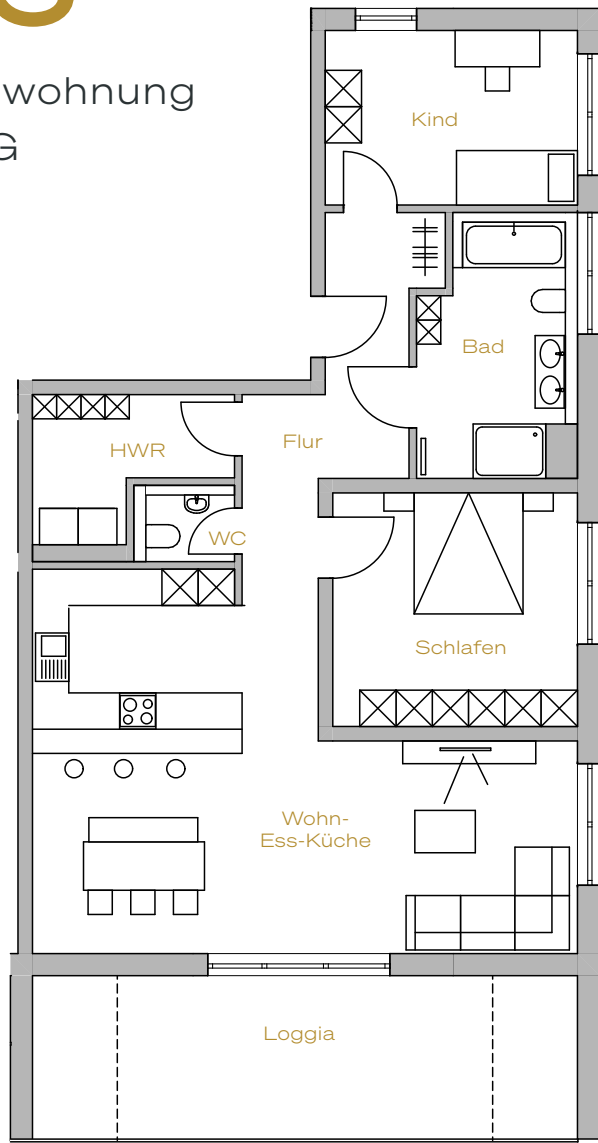 wohnung
G
Kind
Bad
Flur
HWR
WC
Schlafen
Wohn-
Ess-Küche
Loggia